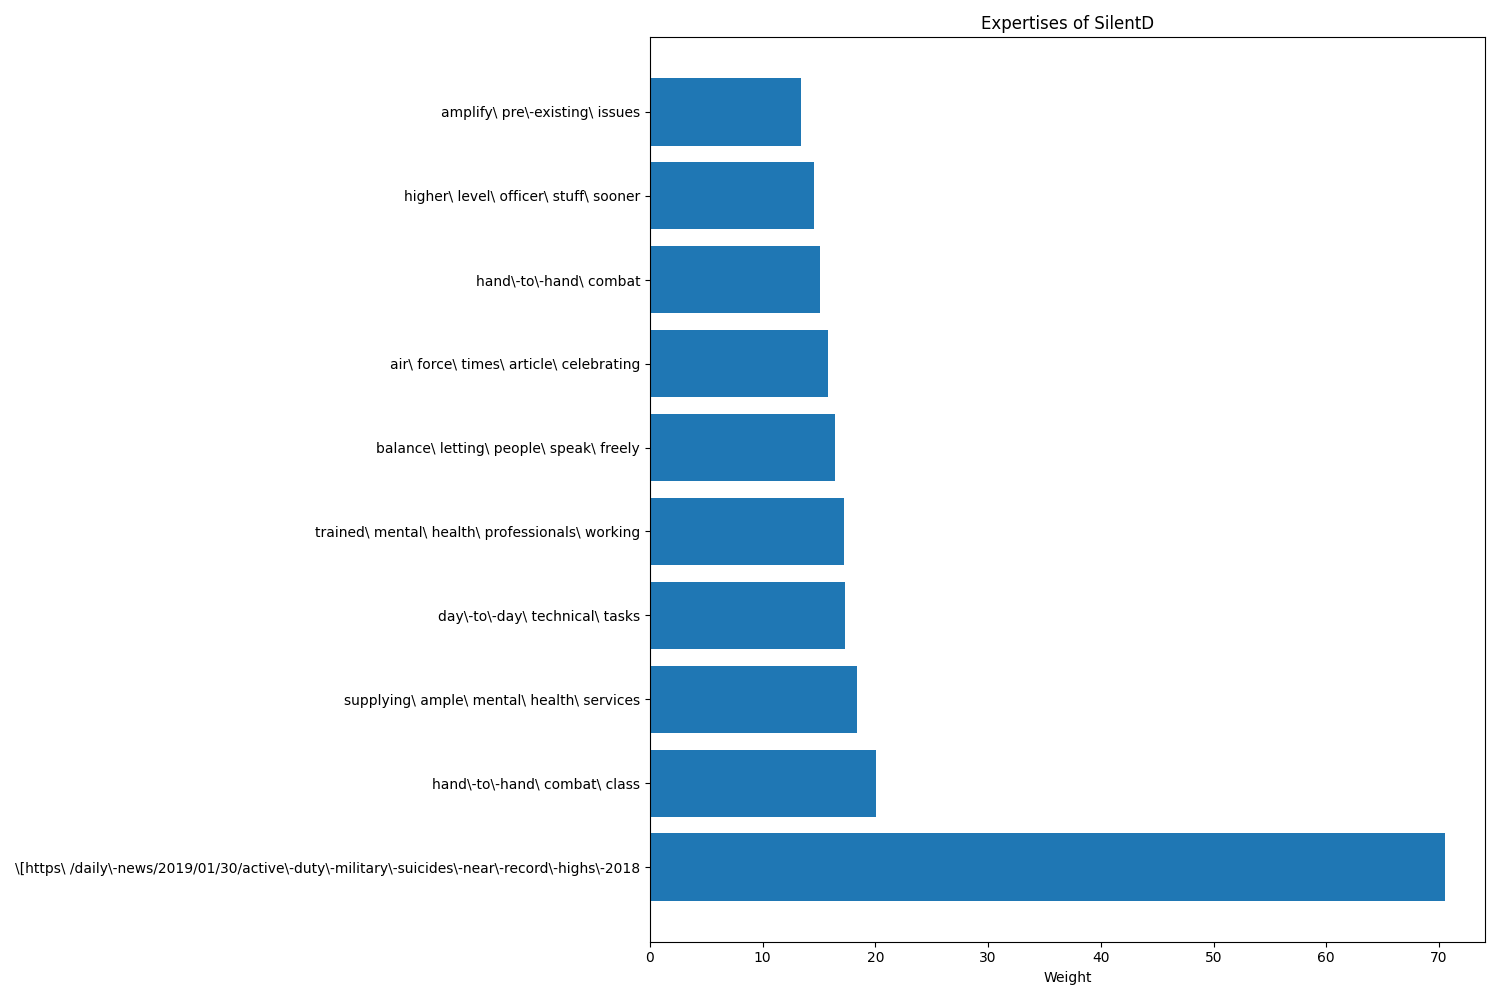 Expertises of SilentD
amplify\ pre\-existing\ issues
higher\ level\ officer\ stuff\ sooner
hand\-to\-hand\ combat
air\ force\ times\ article\ celebrating
balance\ letting\ people\ speak\ freely
trained\ mental\ health\ professionals\ working
day\-to\-day\ technical\ tasks
supplying\ ample\ mental\ health\ services
hand\-to\-hand\ combat\ class
\[https\ /daily\-news/2019/01/30/active\-duty\-military\-suicides\-near\-record\-highs\-2018
0 10 20 30 40 50 60 70
Weight